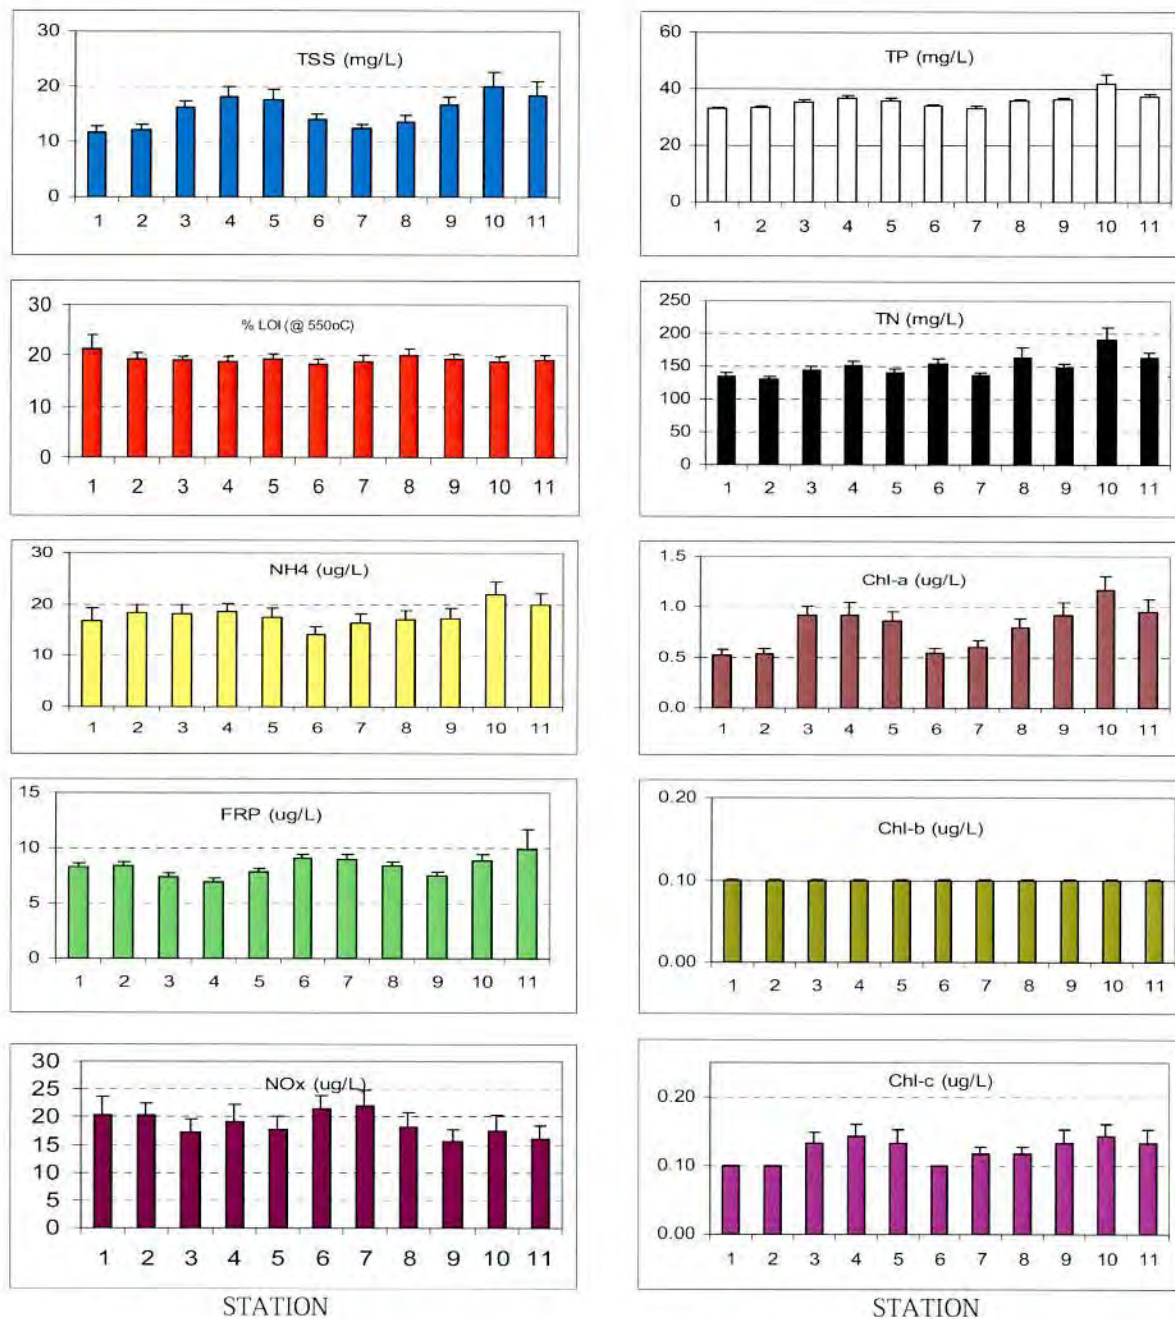 TSS (mg/L)
30
20
10
0
1 2 3 4 5 6 7 8 9 10 11
TP (mg/L)
60
40
20
0
1 2 3 4 5 6 7 8 9 10 11
% LOI (@ 550oC)
30
20
10
0
1 2 3 4 5 6 7 8 9 10 11
TN (mg/L)
250
200
150
100
50
0
1 2 3 4 5 6 7 8 9 10 11
NH4 (ug/L)
30
20
10
0
1 2 3 4 5 6 7 8 9 10 11
Chl-a (ug/L)
1.5
1.0
0.5
0.0
1 2 3 4 5 6 7 8 9 10 11
FRP (ug/L)
15
10
5
0
1 2 3 4 5 6 7 8 9 10 11
Chl-b (ug/L)
0.20
0.10
0.00
1 2 3 4 5 6 7 8 9 10 11
NOx (ug/L)
30
25
20
15
10
5
0
1 2 3 4 5 6 7 8 9 10 11
STATION
Chl-c (ug/L)
0.20
0.10
0.00
1 2 3 4 5 6 7 8 9 10 11
STATION